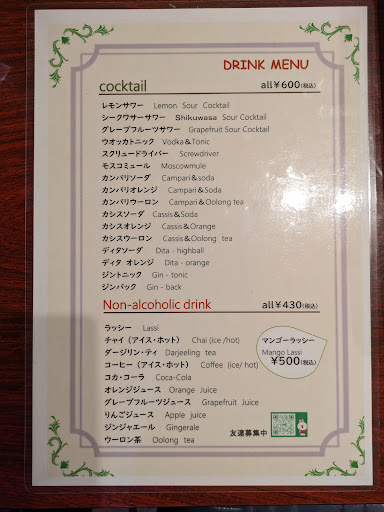 DRINK MENU
cocktail all¥600(税込)
レモンサワー Lemon Sour Cocktail
シークワサーサワー Shikuwasa Sour Cocktail
グレープフルーツサワー Grapefruit Sour Cocktail
ウオッカトニック Vodka&Tonic
スクリュードライバー Screwdriver
モスコミュール Moscowmule
カンパリソーダ Campari&soda
カンパリオレンジ Campari&Soda
カンパリウーロン Campari&Oolong tea
カシスソーダ Cassis&Soda
カシスオレンジ Cassis&Orange
カシスウーロン Cassis&Oolong tea
ディタソーダ Dita - highball
ディタ オレンジ Dita - orange
ジントニック Gin - tonic
ジンバック Gin - back
Non-alcoholic drink all¥430(税込)
ラッシー Lassi
チャイ(アイス・ホット) Chai (ice /hot)
ダージリン・ティ Darjeeling tea
コーヒー(アイス・ホット) Coffee (ice/ hot)
コカ・コーラ Coca-Cola
オレンジジュース Orange Juice
グレープフルーツジュース Grapefruit Juice
りんごジュース Apple juice
ジンジャエール Gingerale
ウーロン茶 Oolong tea
マンゴーラッシー
Mango Lassi
¥500(税込)
友達募集中